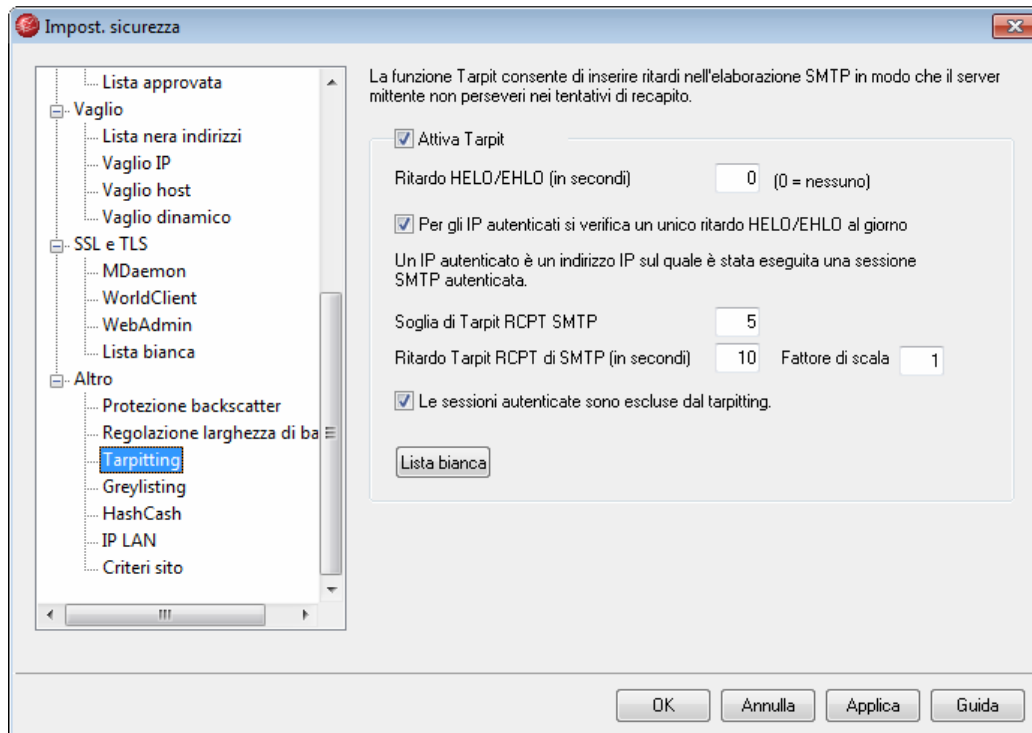 Impost. sicurezza
Lista approvata
Vaglio
Lista nera indirizzi
Vaglio IP
Vaglio host
Vaglio dinamico
SSL e TLS
MDaemon
WorldClient
WebAdmin
Lista bianca
Altro
Protezione backscatter
Regolazione larghezza di ba
Tarpitting
Greylisting
HashCash
IP LAN
Criteri sito
La funzione Tarpit consente di inserire ritardi nell'elaborazione SMTP in modo che il server
mittente non perseveri nei tentativi di recapito.
Attiva Tarpit
Ritardo HELO/EHLO (in secondi) 0 (0 = nessuno)
Per gli IP autenticati si verifica un unico ritardo HELO/EHLO al giorno
Un IP autenticato è un indirizzo IP sul quale è stata eseguita una sessione
SMTP autenticata.
Soglia di Tarpit RCPT SMTP 5
Ritardo Tarpit RCPT di SMTP (in secondi) 10 Fattore di scala 1
Le sessioni autenticate sono escluse dal tarpitting.
Lista bianca
OK Annulla Applica Guida